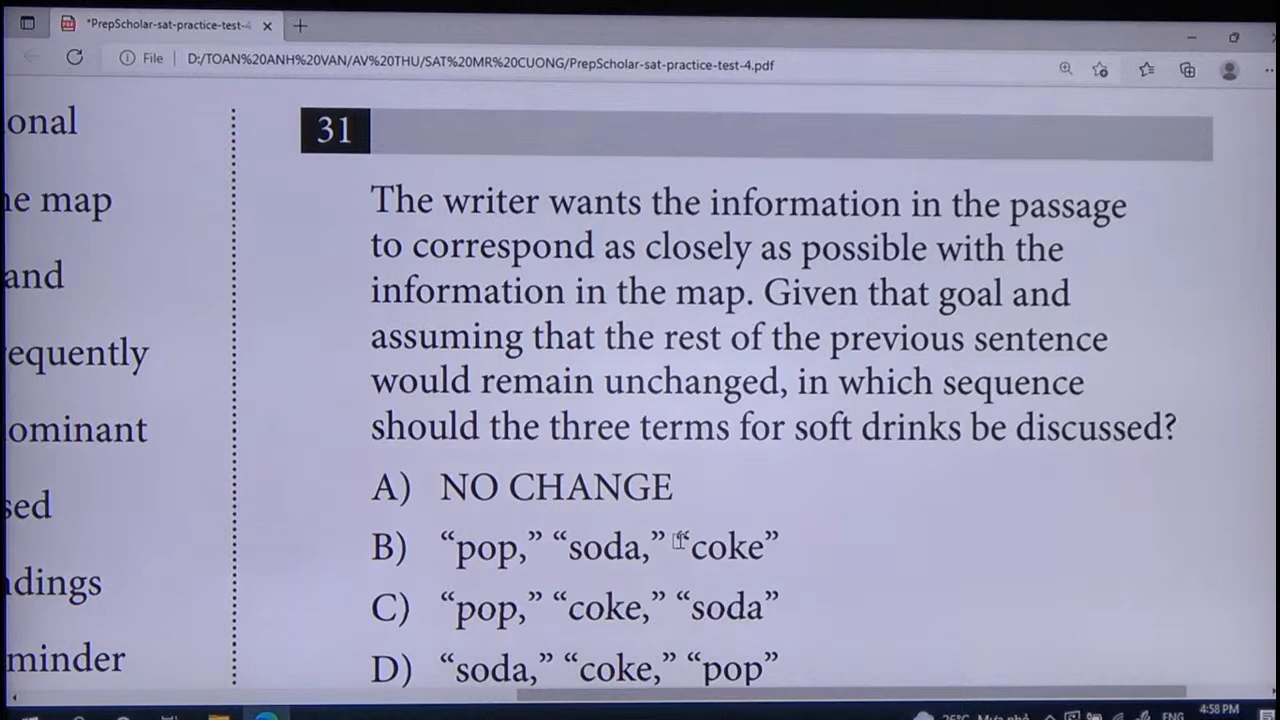 *PrepScholar-sat-practice-test-4
File
D:/TOAN%20ANH%20VAN/AV%20THU/SAT%20MR%20CUONG/PrepScholar-sat-practice-test-4.pdf
onal
map
and
equently
ominant
sed
dings
minder
31
The writer wants the information in the passage
to correspond as closely as possible with the
information in the map. Given that goal and
assuming that the rest of the previous sentence
would remain unchanged, in which sequence
should the three terms for soft drinks be discussed?
A) NO CHANGE
B) “pop,” “soda,” “coke”
C) “pop,” “coke,” “soda”
D) “soda,” “coke,” “pop”
ENG
4:58 PM